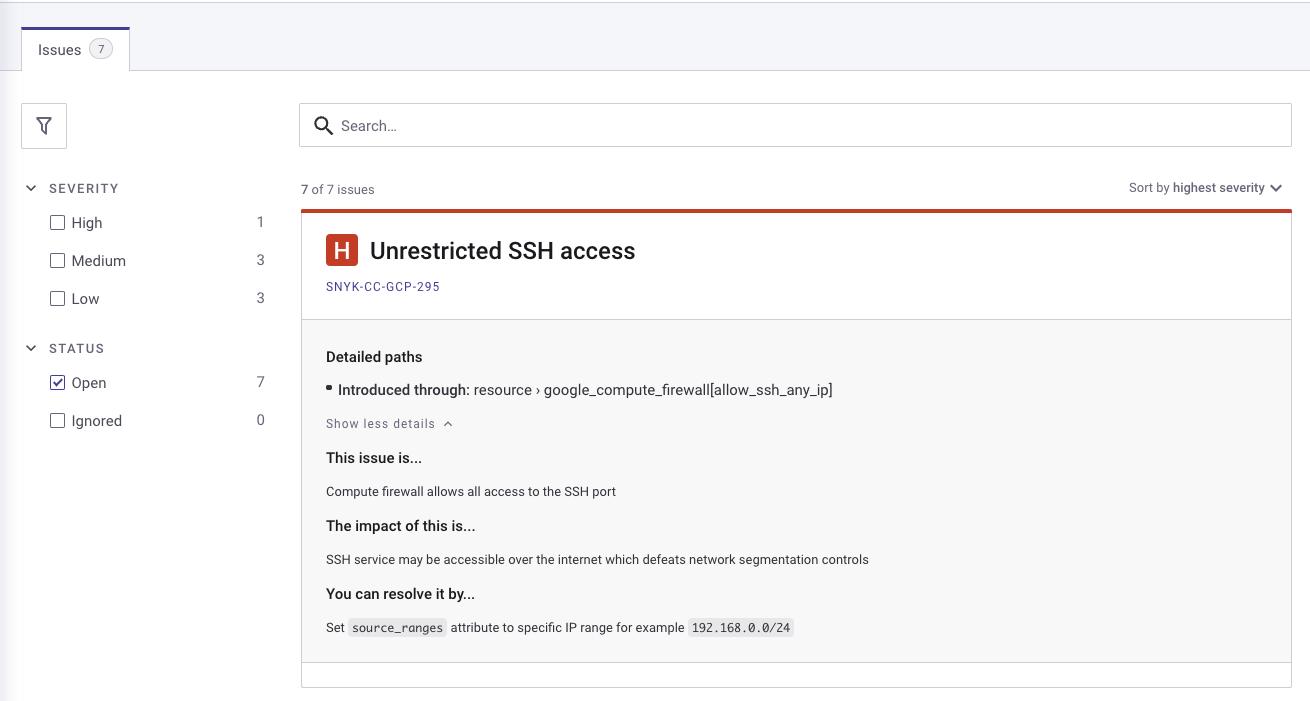 Issues 7
Search...
SEVERITY
High 1
Medium 3
Low 3
STATUS
Open 7
Ignored 0
7 of 7 issues
Sort by highest severity
H Unrestricted SSH access
SNYK-CC-GCP-295
Detailed paths
Introduced through: resource › google_compute_firewall[allow_ssh_any_ip]
Show less details
This issue is...
Compute firewall allows all access to the SSH port
The impact of this is...
SSH service may be accessible over the internet which defeats network segmentation controls
You can resolve it by...
Set source_ranges attribute to specific IP range for example 192.168.0.0/24